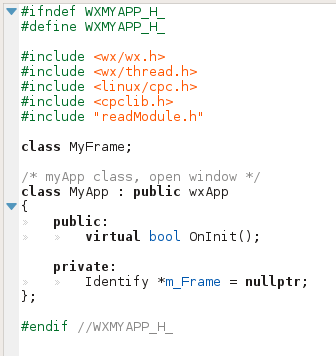 #ifndef WXMYAPP_H_
#define WXMYAPP_H_
#include <wx/wx.h>
#include <wx/thread.h>
#include <linux/cpc.h>
#include <cpclib.h>
#include "readModule.h"
class MyFrame;
/* myApp class, open window */
class MyApp : public wxApp
{
public:
virtual bool OnInit();
private:
Identify *m_Frame = nullptr;
};
#endif //WXMYAPP_H_